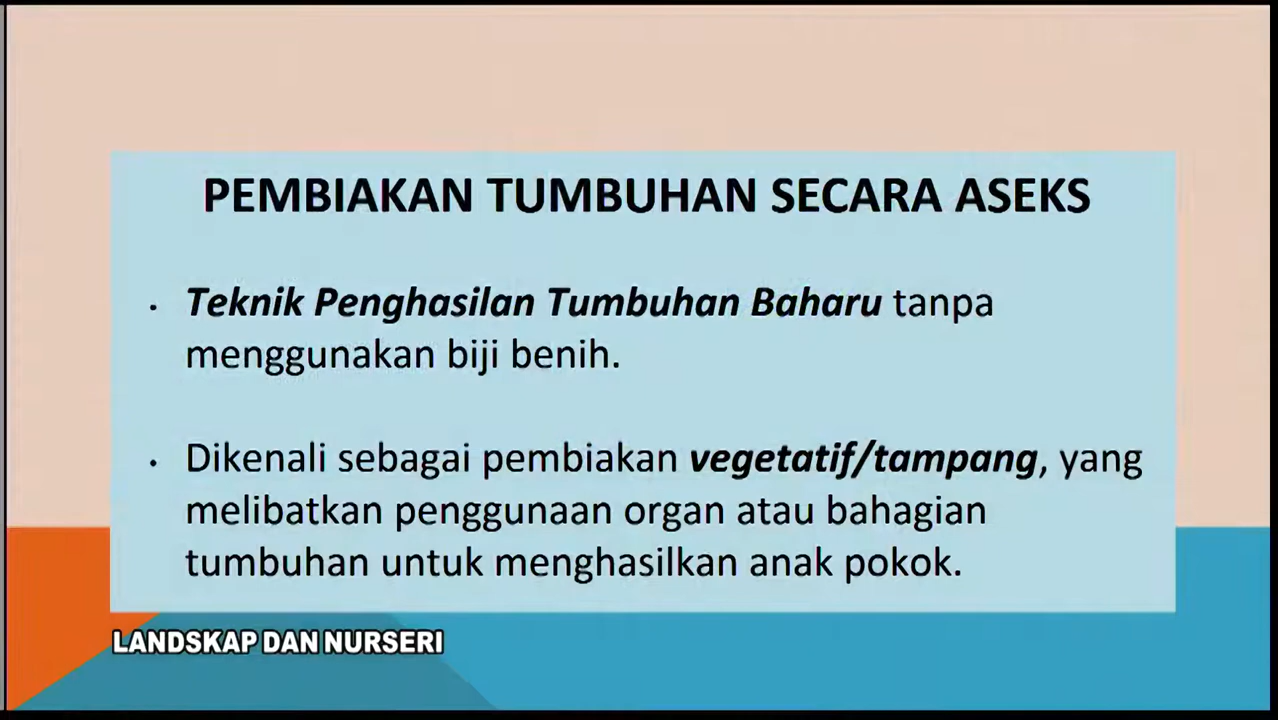 PEMBIAKAN TUMBUHAN SECARA ASEKS
• Teknik Penghasilan Tumbuhan Baharu tanpa
menggunakan biji benih.
• Dikenali sebagai pembiakan vegetatif/tampang, yang
melibatkan penggunaan organ atau bahagian
tumbuhan untuk menghasilkan anak pokok.
LANDSKAP DAN NURSERI